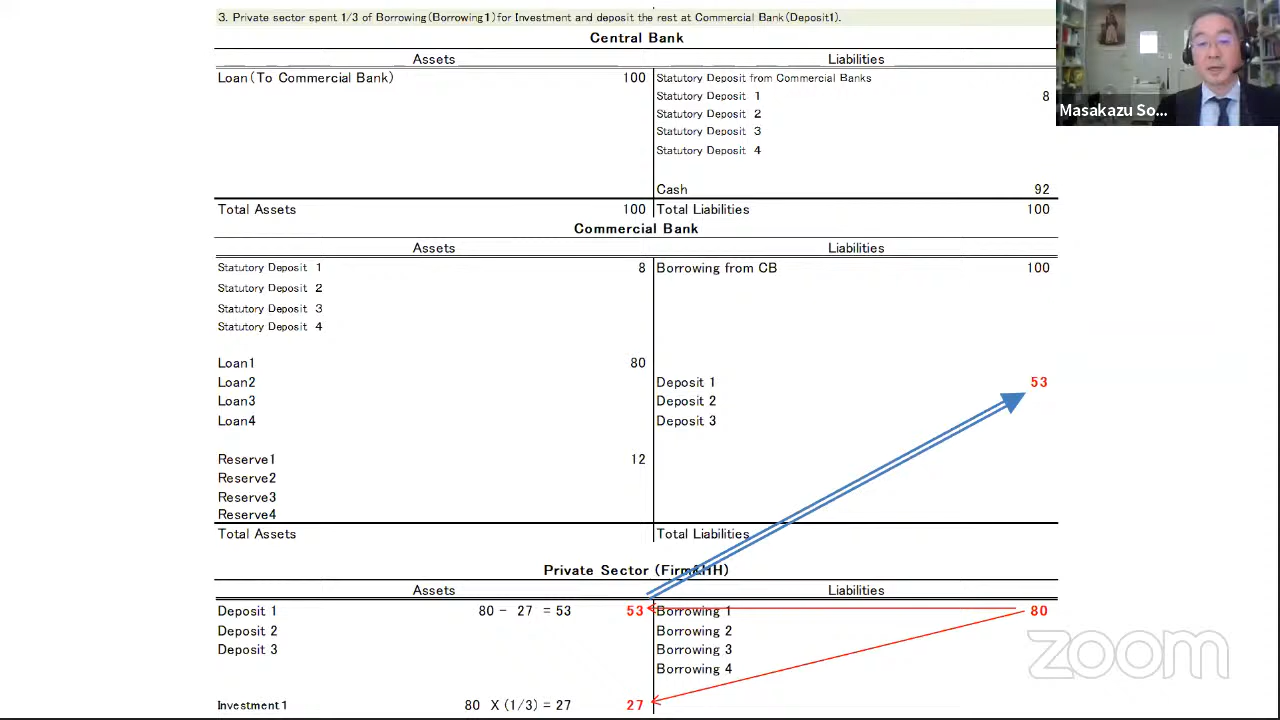 3. Private sector spent 1/3 of Borrowing(Borrowing1)for Investment and deposit the rest at Commercial Bank(Deposit1).
Central Bank
Assets Liabilities
Loan(To Commercial Bank) 100 Statutory Deposit from Commercial Banks
Statutory Deposit 1 8
Statutory Deposit 2
Statutory Deposit 3
Statutory Deposit 4
Cash 92
Total Assets 100 Total Liabilities 100
Commercial Bank
Assets Liabilities
Statutory Deposit 1 8 Borrowing from CB 100
Statutory Deposit 2
Statutory Deposit 3
Statutory Deposit 4
Loan1 80
Loan2 Deposit 1 53
Loan3 Deposit 2
Loan4 Deposit 3
Reserve1 12
Reserve2
Reserve3
Reserve4
Total Assets Total Liabilities
Private Sector (Firm&HH)
Assets Liabilities
Deposit 1 80 - 27 = 53 53 Borrowing 1 80
Deposit 2 Borrowing 2
Deposit 3 Borrowing 3
Borrowing 4
Investment1 80 X (1/3) = 27 27
Masakazu So...
zoom